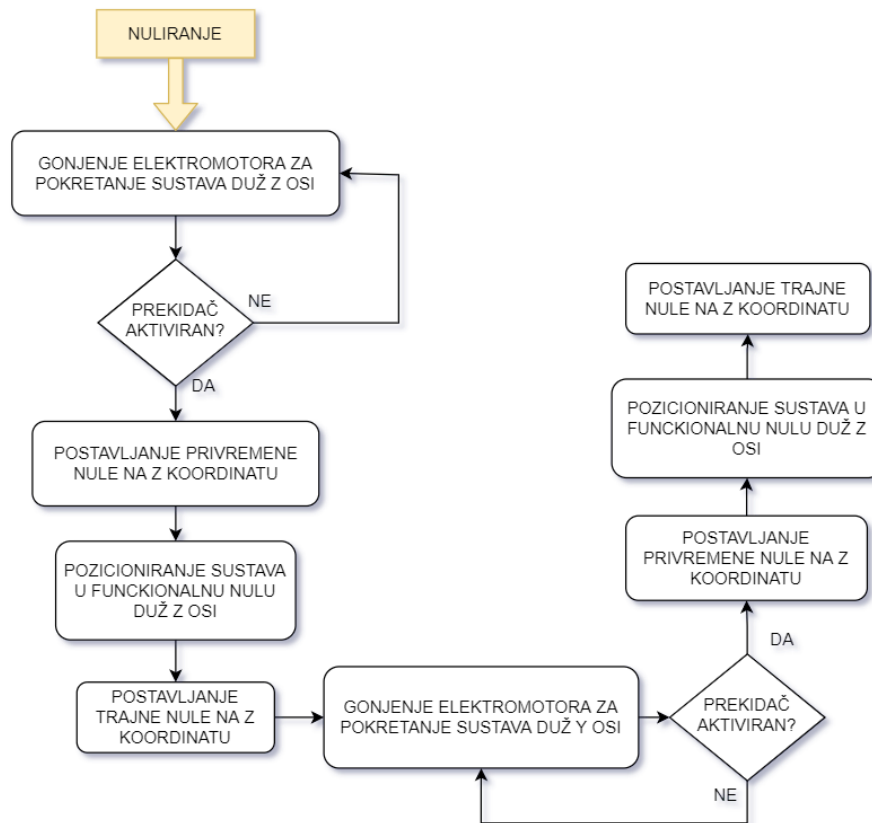 NULIRANJE
GONJENJE ELEKTROMOTORA ZA
POKRETANJE SUSTAVA DUŽ Z OSI
PREKIDAČ
AKTIVIRAN?
NE
DA
POSTAVLJANJE PRIVREMENE
NULE NA Z KOORDINATU
POZICIONIRANJE SUSTAVA
U FUNCKIONALNU NULU
DUŽ Z OSI
POSTAVLJANJE
TRAJNE NULE NA Z
KOORDINATU
GONJENJE ELEKTROMOTORA ZA
POKRETANJE SUSTAVA DUŽ Y OSI
PREKIDAČ
AKTIVIRAN?
NE
DA
POSTAVLJANJE
PRIVREMENE NULE NA Z
KOORDINATU
POZICIONIRANJE SUSTAVA U
FUNCKIONALNU NULU DUŽ Z
OSI
POSTAVLJANJE TRAJNE
NULE NA Z KOORDINATU